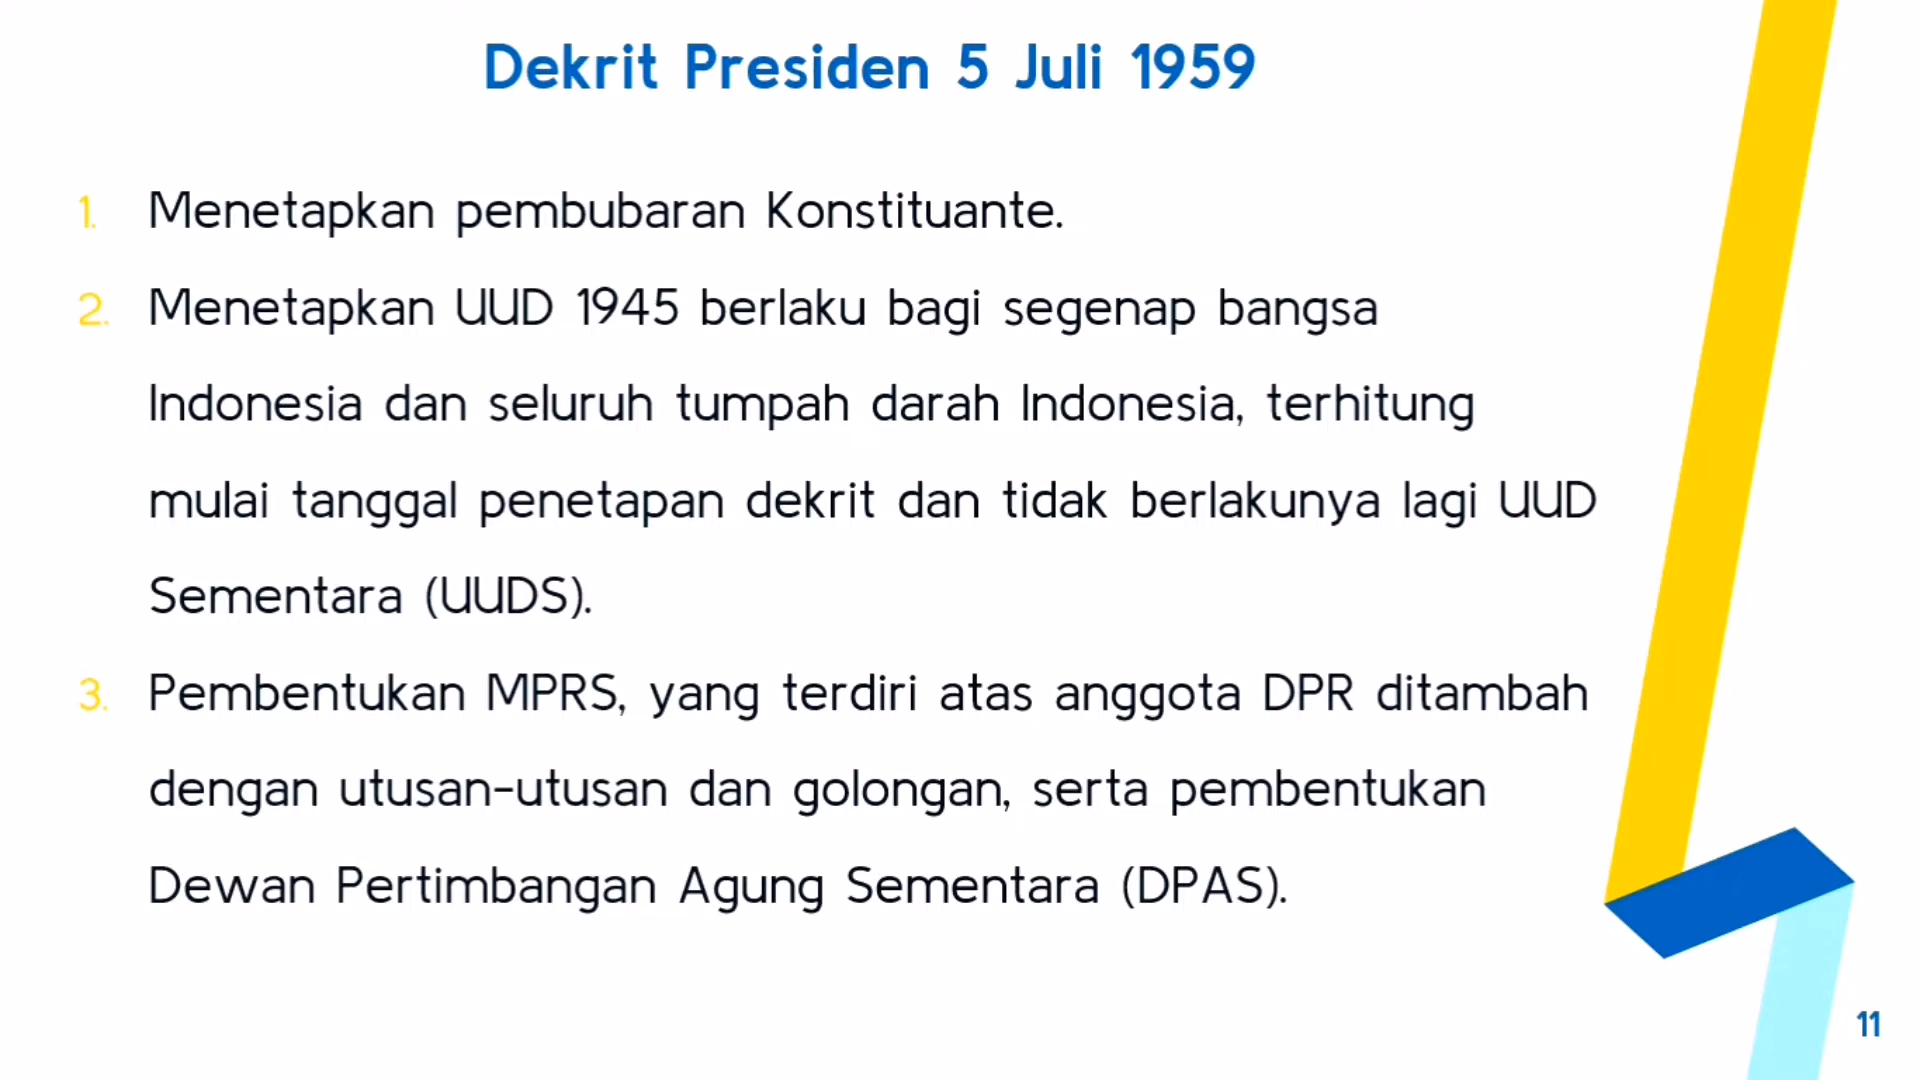 Dekrit Presiden 5 Juli 1959
1. Menetapkan pembubaran Konstituante.
2. Menetapkan UUD 1945 berlaku bagi segenap bangsa
Indonesia dan seluruh tumpah darah Indonesia, terhitung
mulai tanggal penetapan dekrit dan tidak berlakunya lagi UUD
Sementara (UUDS).
3. Pembentukan MPRS, yang terdiri atas anggota DPR ditambah
dengan utusan-utusan dan golongan, serta pembentukan
Dewan Pertimbangan Agung Sementara (DPAS).
11